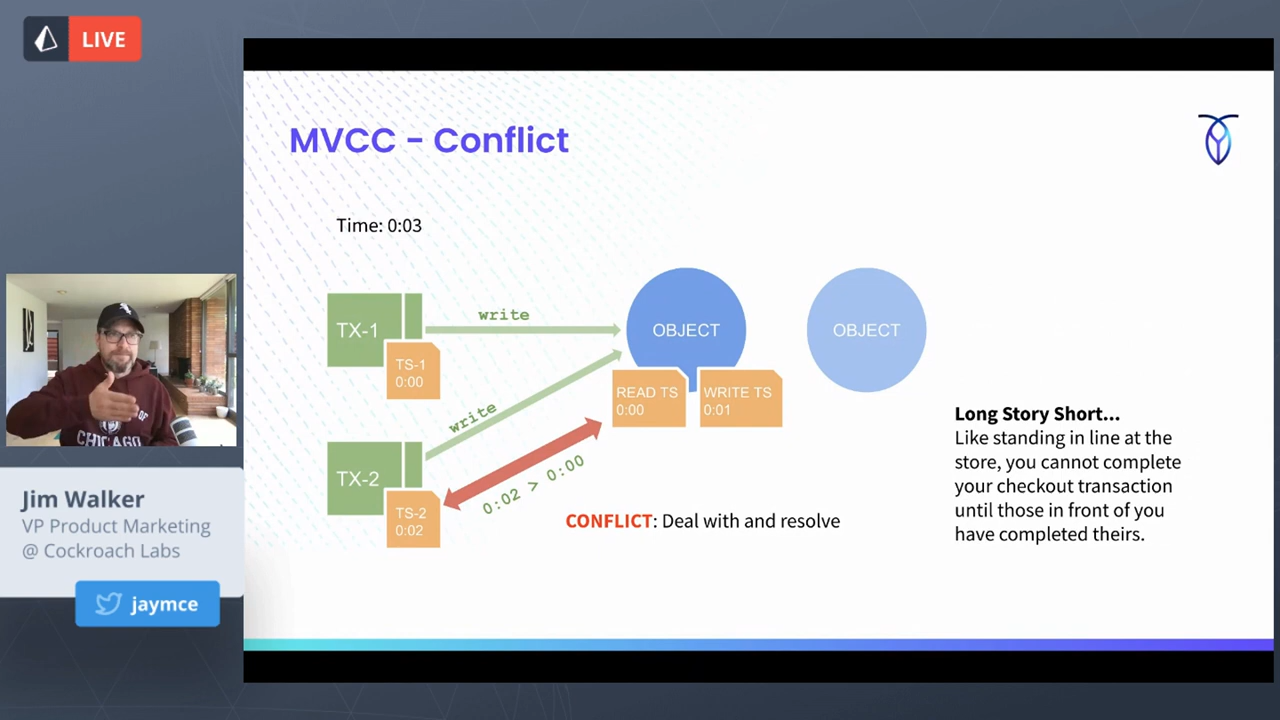 LIVE
MVCC - Conflict
Time: 0:03
TX-1
TS-1
0:00
write
OBJECT
OBJECT
READ TS
0:00
WRITE TS
0:01
write
TX-2
TS-2
0:02
0:02 > 0:00
CONFLICT: Deal with and resolve
Long Story Short...
Like standing in line at the
store, you cannot complete
your checkout transaction
until those in front of you
have completed theirs.
CHICAGO
Jim Walker
VP Product Marketing
@ Cockroach Labs
jaymce